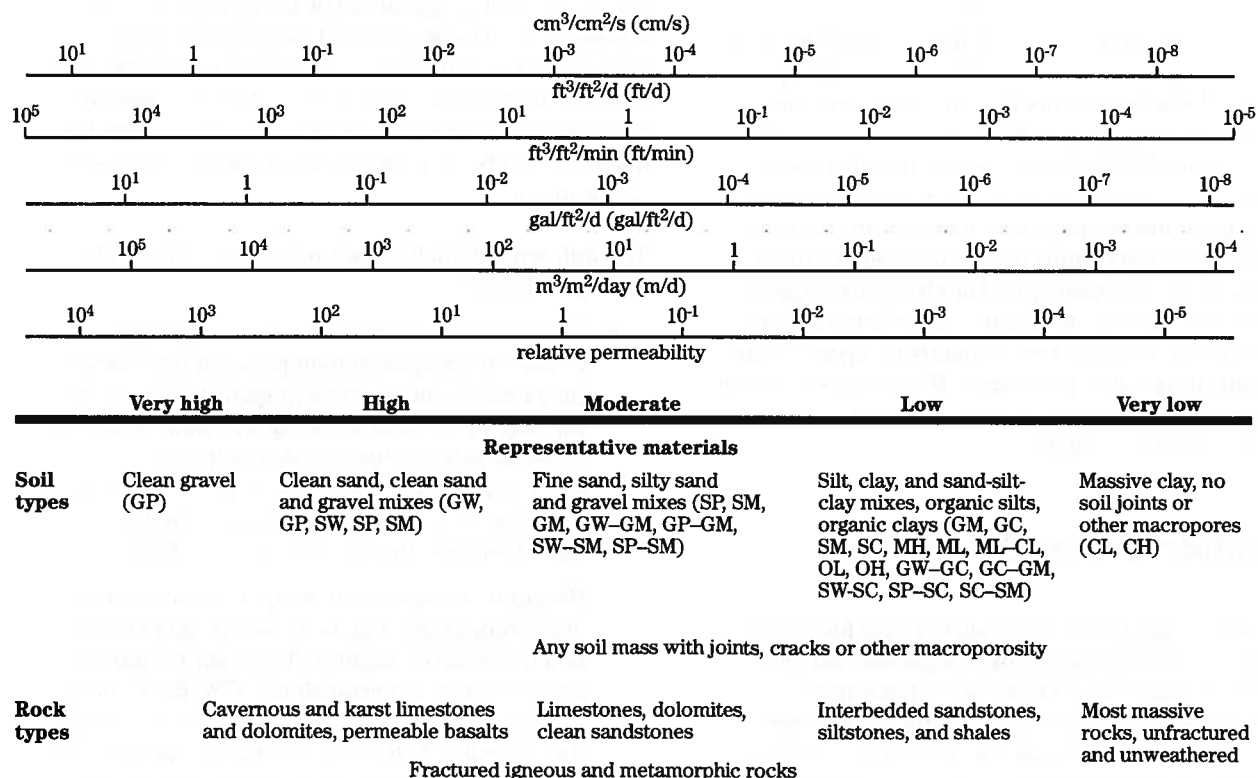 cm³/cm²/s (cm/s)
10¹ 1 10⁻¹ 10⁻² 10⁻³ 10⁻⁴ 10⁻⁵ 10⁻⁶ 10⁻⁷ 10⁻⁸
ft³/ft²/d (ft/d)
10⁵ 10⁴ 10³ 10² 10¹ 1 10⁻¹ 10⁻² 10⁻³ 10⁻⁴ 10⁻⁵
ft³/ft²/min (ft/min)
10¹ 1 10⁻¹ 10⁻² 10⁻³ 10⁻⁴ 10⁻⁵ 10⁻⁶ 10⁻⁷ 10⁻⁸
gal/ft²/d (gal/ft²/d)
10⁵ 10⁴ 10³ 10² 10¹ 1 10⁻¹ 10⁻² 10⁻³ 10⁻⁴
m³/m²/day (m/d)
10⁴ 10³ 10² 10¹ 1 10⁻¹ 10⁻² 10⁻³ 10⁻⁴ 10⁻⁵
relative permeability
Very high High Moderate Low Very low
Representative materials
Soil
types
Clean gravel
(GP)
Clean sand, clean sand
and gravel mixes (GW,
GP, SW, SP, SM)
Fine sand, silty sand
and gravel mixes (SP, SM,
GM, GW–GM, GP–GM,
SW–SM, SP–SM)
Silt, clay, and sand-silt-
clay mixes, organic silts,
organic clays (GM, GC,
SM, SC, MH, ML, ML–CL,
OL, OH, GW–GC, GC–GM,
SW-SC, SP–SC, SC–SM)
Massive clay, no
soil joints or
other macropores
(CL, CH)
Any soil mass with joints, cracks or other macroporosity
Rock
types
Cavernous and karst limestones
and dolomites, permeable basalts
Limestones, dolomites,
clean sandstones
Interbedded sandstones,
siltstones, and shales
Most massive
rocks, unfractured
and unweathered
Fractured igneous and metamorphic rocks